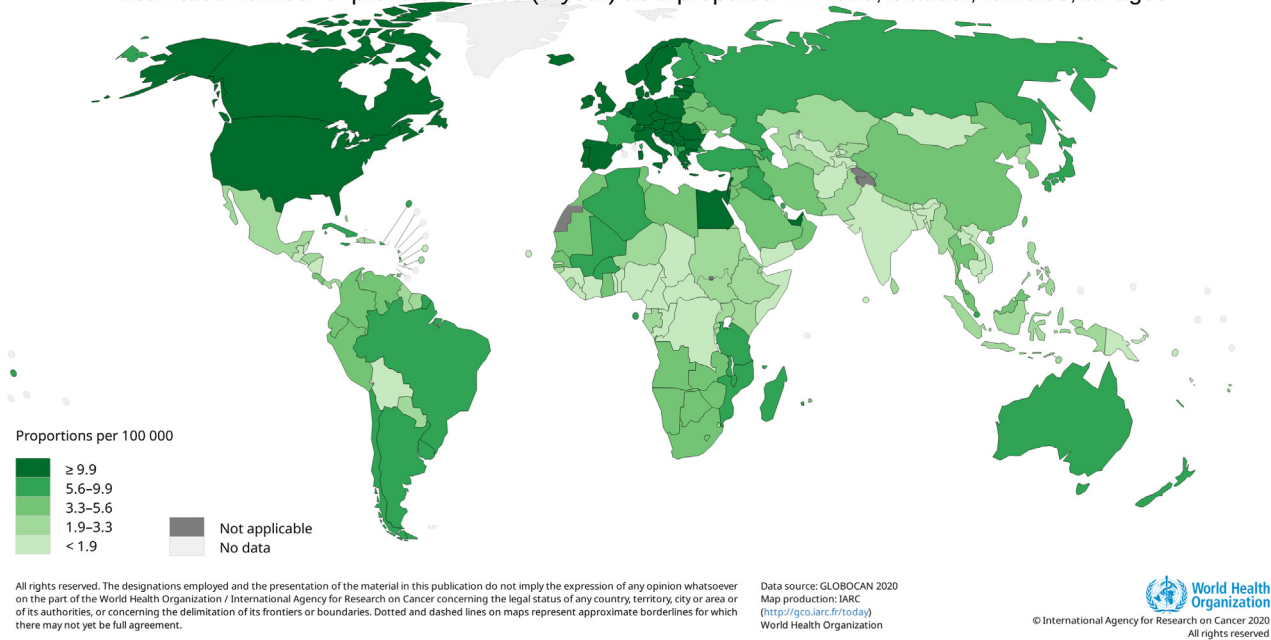 Proportions per 100 000
≥ 9.9
5.6–9.9
3.3–5.6
1.9–3.3
< 1.9
Not applicable
No data
All rights reserved. The designations employed and the presentation of the material in this publication do not imply the expression of any opinion whatsoever
on the part of the World Health Organization / International Agency for Research on Cancer concerning the legal status of any country, territory, city or area or
of its authorities, or concerning the delimitation of its frontiers or boundaries. Dotted and dashed lines on maps represent approximate borderlines for which
there may not yet be full agreement.
Data source: GLOBOCAN 2020
Map production: IARC
(http://gco.iarc.fr/today)
World Health Organization
World Health
Organization
© International Agency for Research on Cancer 2020
All rights reserved